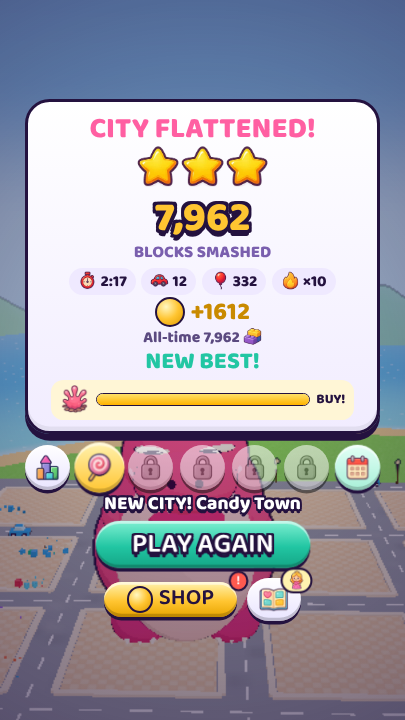 CITY FLATTENED!
7,962
BLOCKS SMASHED
2:17 12 332 ×10
+1612
All-time 7,962
NEW BEST!
BUY!
NEW CITY! Candy Town
PLAY AGAIN
SHOP !